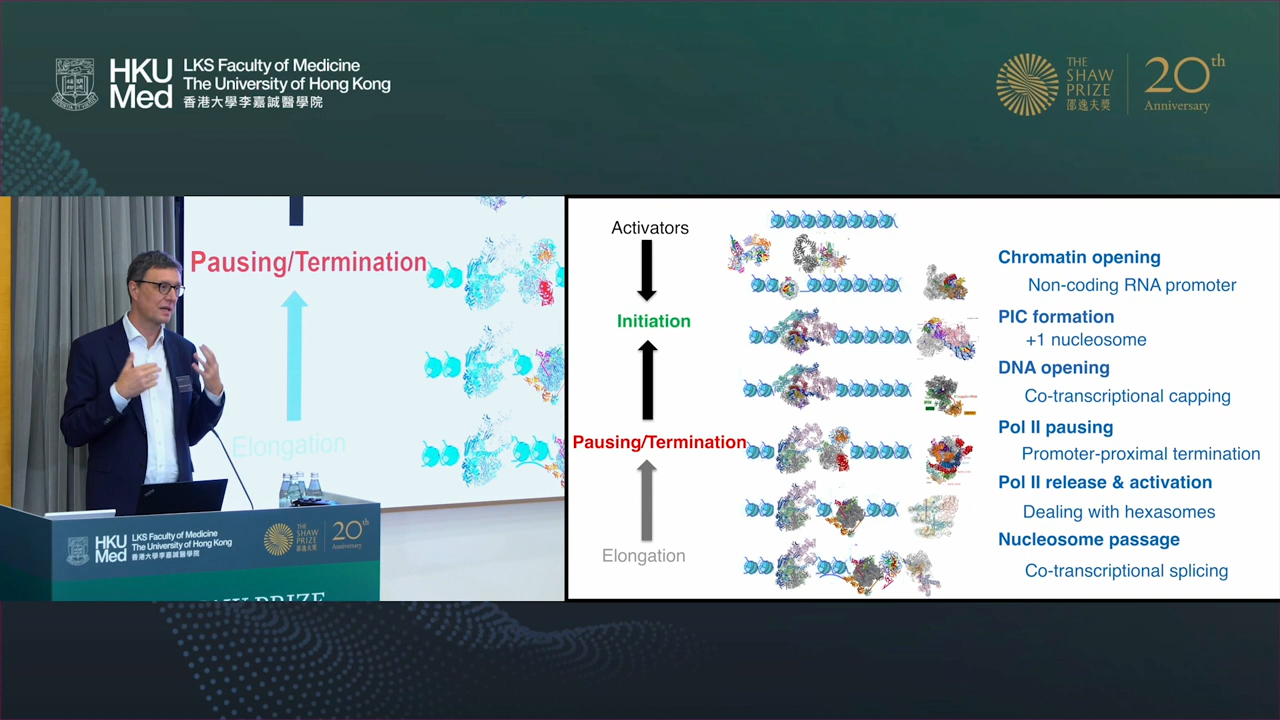 HKU
Med
LKS Faculty of Medicine
The University of Hong Kong
香港大學李嘉誠醫學院
THE
SHAW
PRIZE
邵逸夫獎
20th
Anniversary
Pausing/Termination
Elongation
HKU
Med
LKS Faculty of Medicine
The University of Hong Kong
香港大學李嘉誠醫學院
THE
SHAW
PRIZE
20th
Anniversary
PRIZE
Activators
Initiation
Pausing/Termination
Elongation
Chromatin opening
Non-coding RNA promoter
PIC formation
+1 nucleosome
DNA opening
Co-transcriptional capping
Pol II pausing
Promoter-proximal termination
Pol II release & activation
Dealing with hexasomes
Nucleosome passage
Co-transcriptional splicing